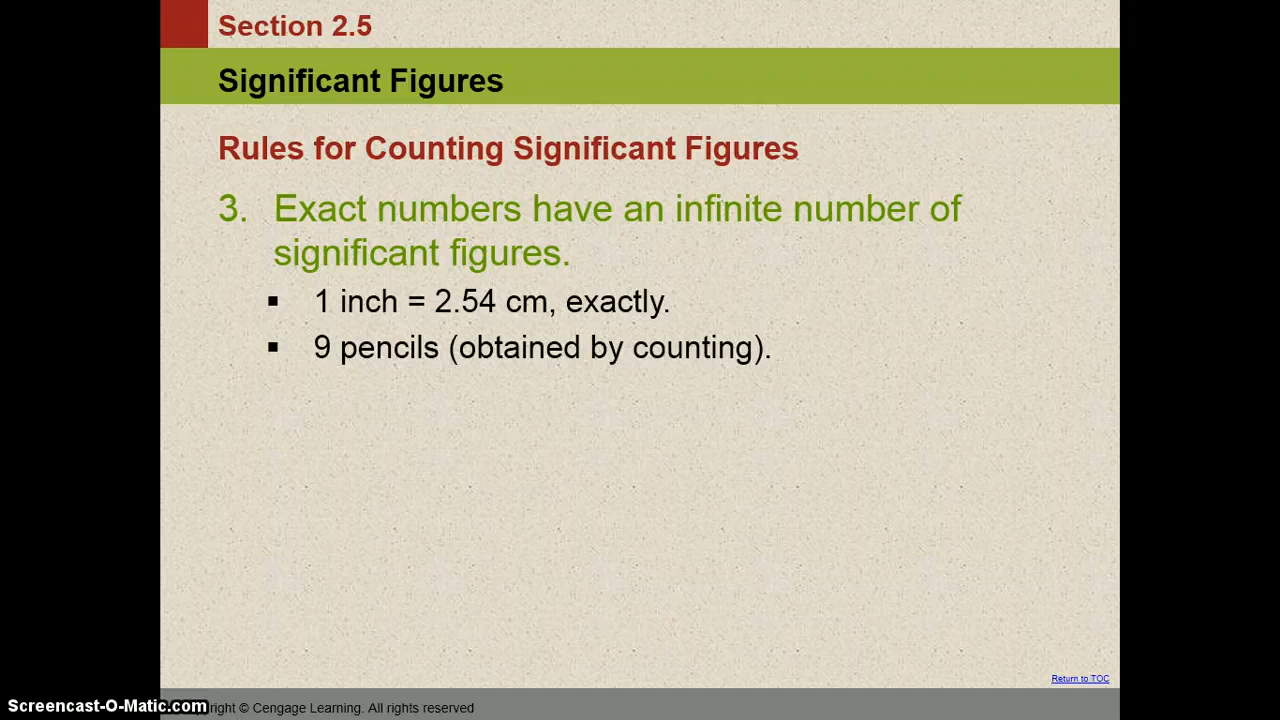 Section 2.5
Significant Figures
Rules for Counting Significant Figures
3. Exact numbers have an infinite number of
significant figures.
▪ 1 inch = 2.54 cm, exactly.
▪ 9 pencils (obtained by counting).
Return to TOC
Screencast-O-Matic.com
right © Cengage Learning. All rights reserved